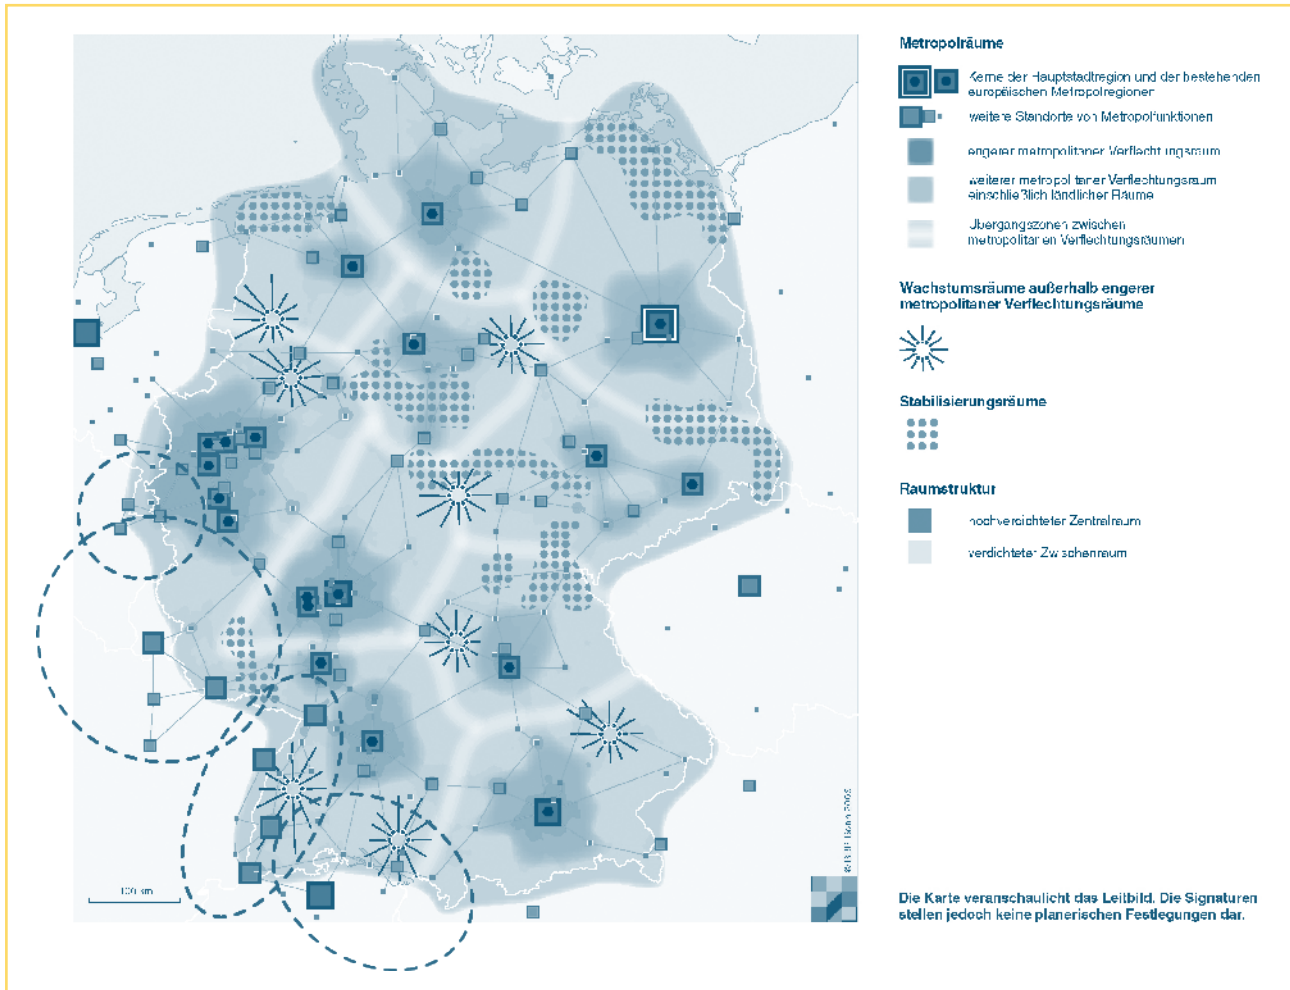 Metropolräume
Kerne der Hauptstadtregion und der bestehenden
europäischen Metropolregionen
weitere Standorte von Metropolfunktionen
engerer metropolitaner Verflechtungsraum
weiterer metropolitaner Verflechtungsraum
einschließlich ländlicher Räume
Übergangszonen zwischen
metropolitanen Verflechtungsräumen
Wachstumsräume außerhalb engerer
metropolitaner Verflechtungsräume
Stabilisierungsräume
Raumstruktur
hochverdichteter Zentralraum
verdichteter Zwischenraum
100 km
Die Karte veranschaulicht das Leitbild. Die Signaturen
stellen jedoch keine planerischen Festlegungen dar.